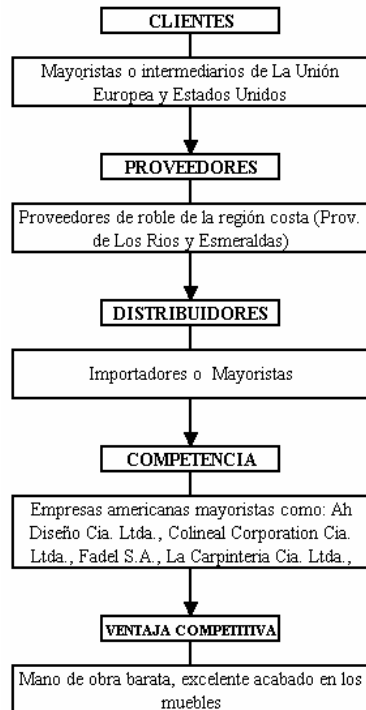 CLIENTES
Mayoristas o intermediarios de La Unión
Europea y Estados Unidos
PROVEEDORES
Proveedores de roble de la región costa (Prov.
de Los Rios y Esmeraldas)
DISTRIBUIDORES
Importadores o Mayoristas
COMPETENCIA
Empresas americanas mayoristas como: Ah
Diseño Cia. Ltda., Colineal Corporation Cia.
Ltda., Fadel S.A., La Carpinteria Cia. Ltda.,
VENTAJA COMPETITIVA
Mano de obra barata, excelente acabado en los
muebles